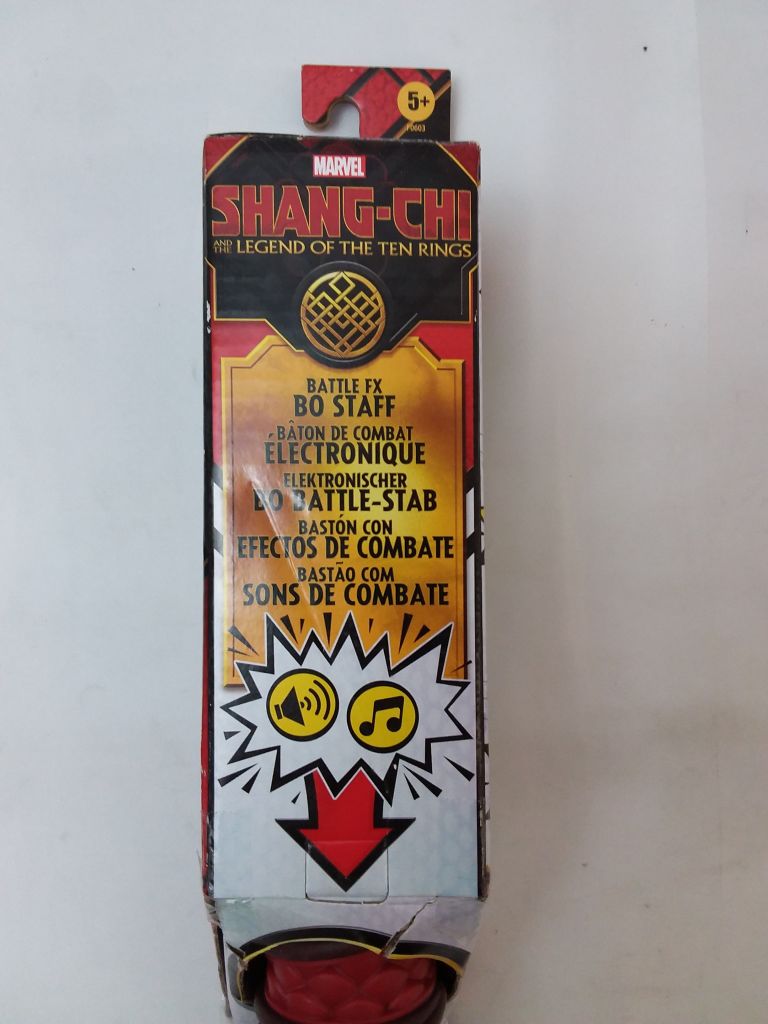 5+
F0603
MARVEL
SHANG-CHI
AND THE LEGEND OF THE TEN RINGS
BATTLE FX
BO STAFF
BÂTON DE COMBAT
ÉLECTRONIQUE
ELEKTRONISCHER
BO BATTLE-STAB
BASTÓN CON
EFECTOS DE COMBATE
BASTÃO COM
SONS DE COMBATE